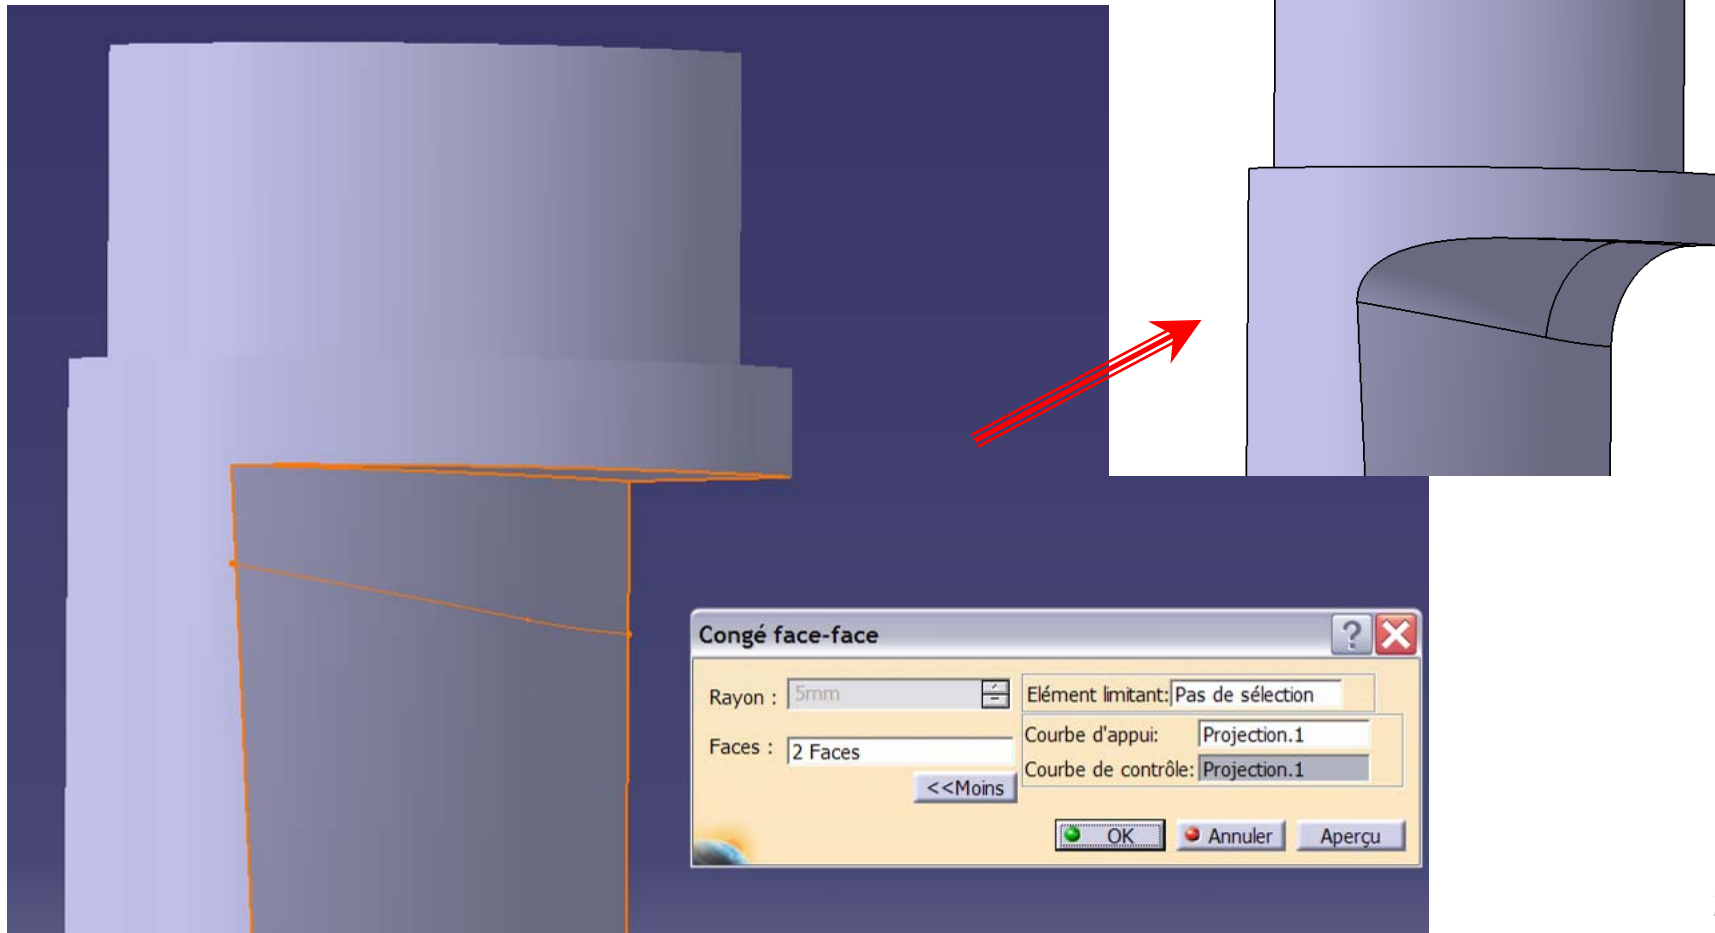 Congé face-face
Rayon : 5mm
Elément limitant: Pas de sélection
Faces : 2 Faces
Courbe d'appui: Projection.1
Courbe de contrôle: Projection.1
<<Moins
OK Annuler Aperçu